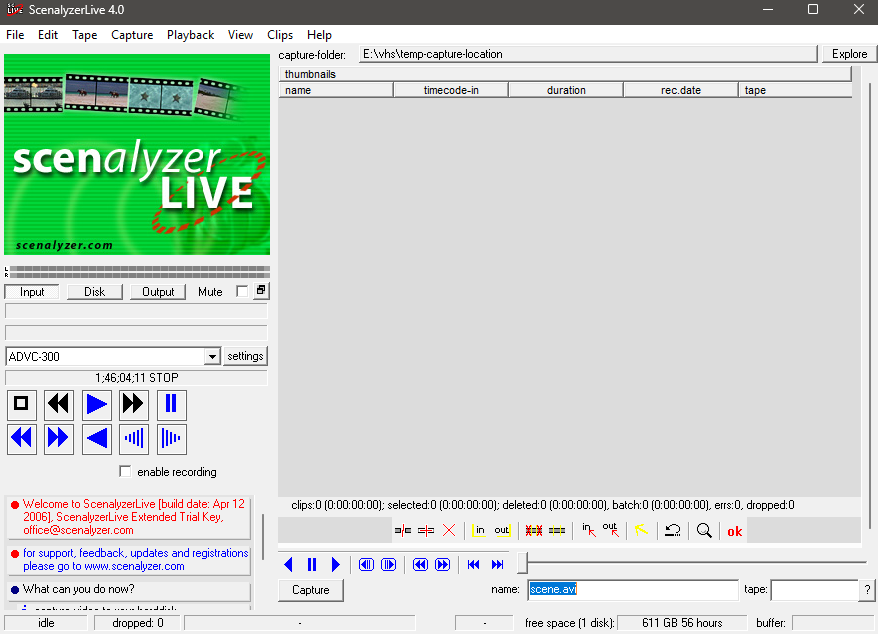 ScenalyzerLive 4.0
File Edit Tape Capture Playback View Clips Help
scenalyzer
LIVE
scenalyzer.com
capture-folder: E:\vhs\temp-capture-location Explore
thumbnails
name timecode-in duration rec.date tape
L
R
Input Disk Output Mute
ADVC-300 settings
1;46;04;11 STOP
enable recording
Welcome to ScenalyzerLive [build date: Apr 12
2006], ScenalyzerLive Extended Trial Key,
office@scenalyzer.com
for support, feedback, updates and registrations
please go to www.scenalyzer.com
What can you do now?
clips:0 (0:00:00:00); selected:0 (0:00:00:00); deleted:0 (0:00:00:00), batch:0 (0:00:00:00), errs:0, dropped:0
in out in out ok
Capture name: scene.avi tape: ?
idle dropped: 0 - - free space (1 disk): 611 GB 56 hours buffer: